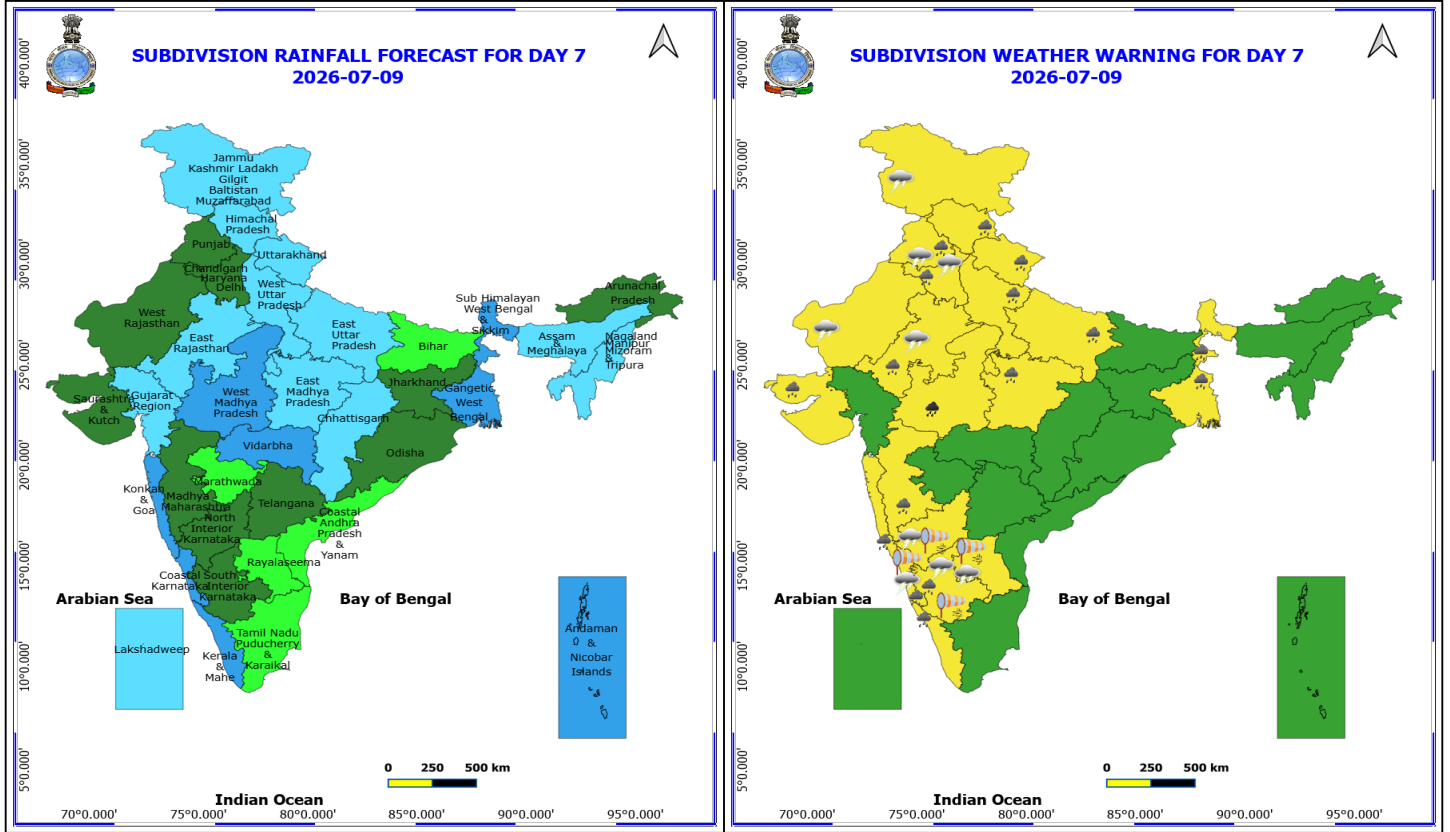 SUBDIVISION RAINFALL FORECAST FOR DAY 7
2026-07-09
40°0.000'
35°0.000'
30°0.000'
25°0.000'
20°0.000'
15°0.000'
10°0.000'
5°0.000'
Jammu
Kashmir Ladakh
Gilgit
Baltistan
Muzaffarabad
Himachal
Pradesh
Punjab
Uttarakhand
Chandigarh
Haryana
Delhi
West
Uttar
Pradesh
Arunachal
Pradesh
Sub Himalayan
West Bengal
&
Sikkim
West
Rajasthan
East
Uttar
Pradesh
East
Rajasthan
Bihar
Assam
&
Meghalaya
Nagaland
Manipur
Mizoram
&
Tripura
Jharkhand
East
Madhya
Pradesh
West
Madhya
Pradesh
Gangetic
West
Bengal
Saurashtra
&
Kutch
Gujarat
Region
Chhattisgarh
Vidarbha
Odisha
Marathwada
Konkan
&
Goa
Madhya
Maharashtra
Telangana
North
Interior
Karnataka
Coastal
Andhra
Pradesh
&
Yanam
Rayalaseema
Coastal
Karnataka
South
Interior
Karnataka
Arabian Sea
Bay of Bengal
Lakshadweep
Tamil Nadu
Puducherry
&
Karaikal
Kerala
&
Mahe
Andaman
&
Nicobar
Islands
0 250 500 km
Indian Ocean
70°0.000' 75°0.000' 80°0.000' 85°0.000' 90°0.000' 95°0.000'
SUBDIVISION WEATHER WARNING FOR DAY 7
2026-07-09
40°0.000'
35°0.000'
30°0.000'
25°0.000'
20°0.000'
15°0.000'
10°0.000'
5°0.000'
Arabian Sea
Bay of Bengal
0 250 500 km
Indian Ocean
70°0.000' 75°0.000' 80°0.000' 85°0.000' 90°0.000' 95°0.000'